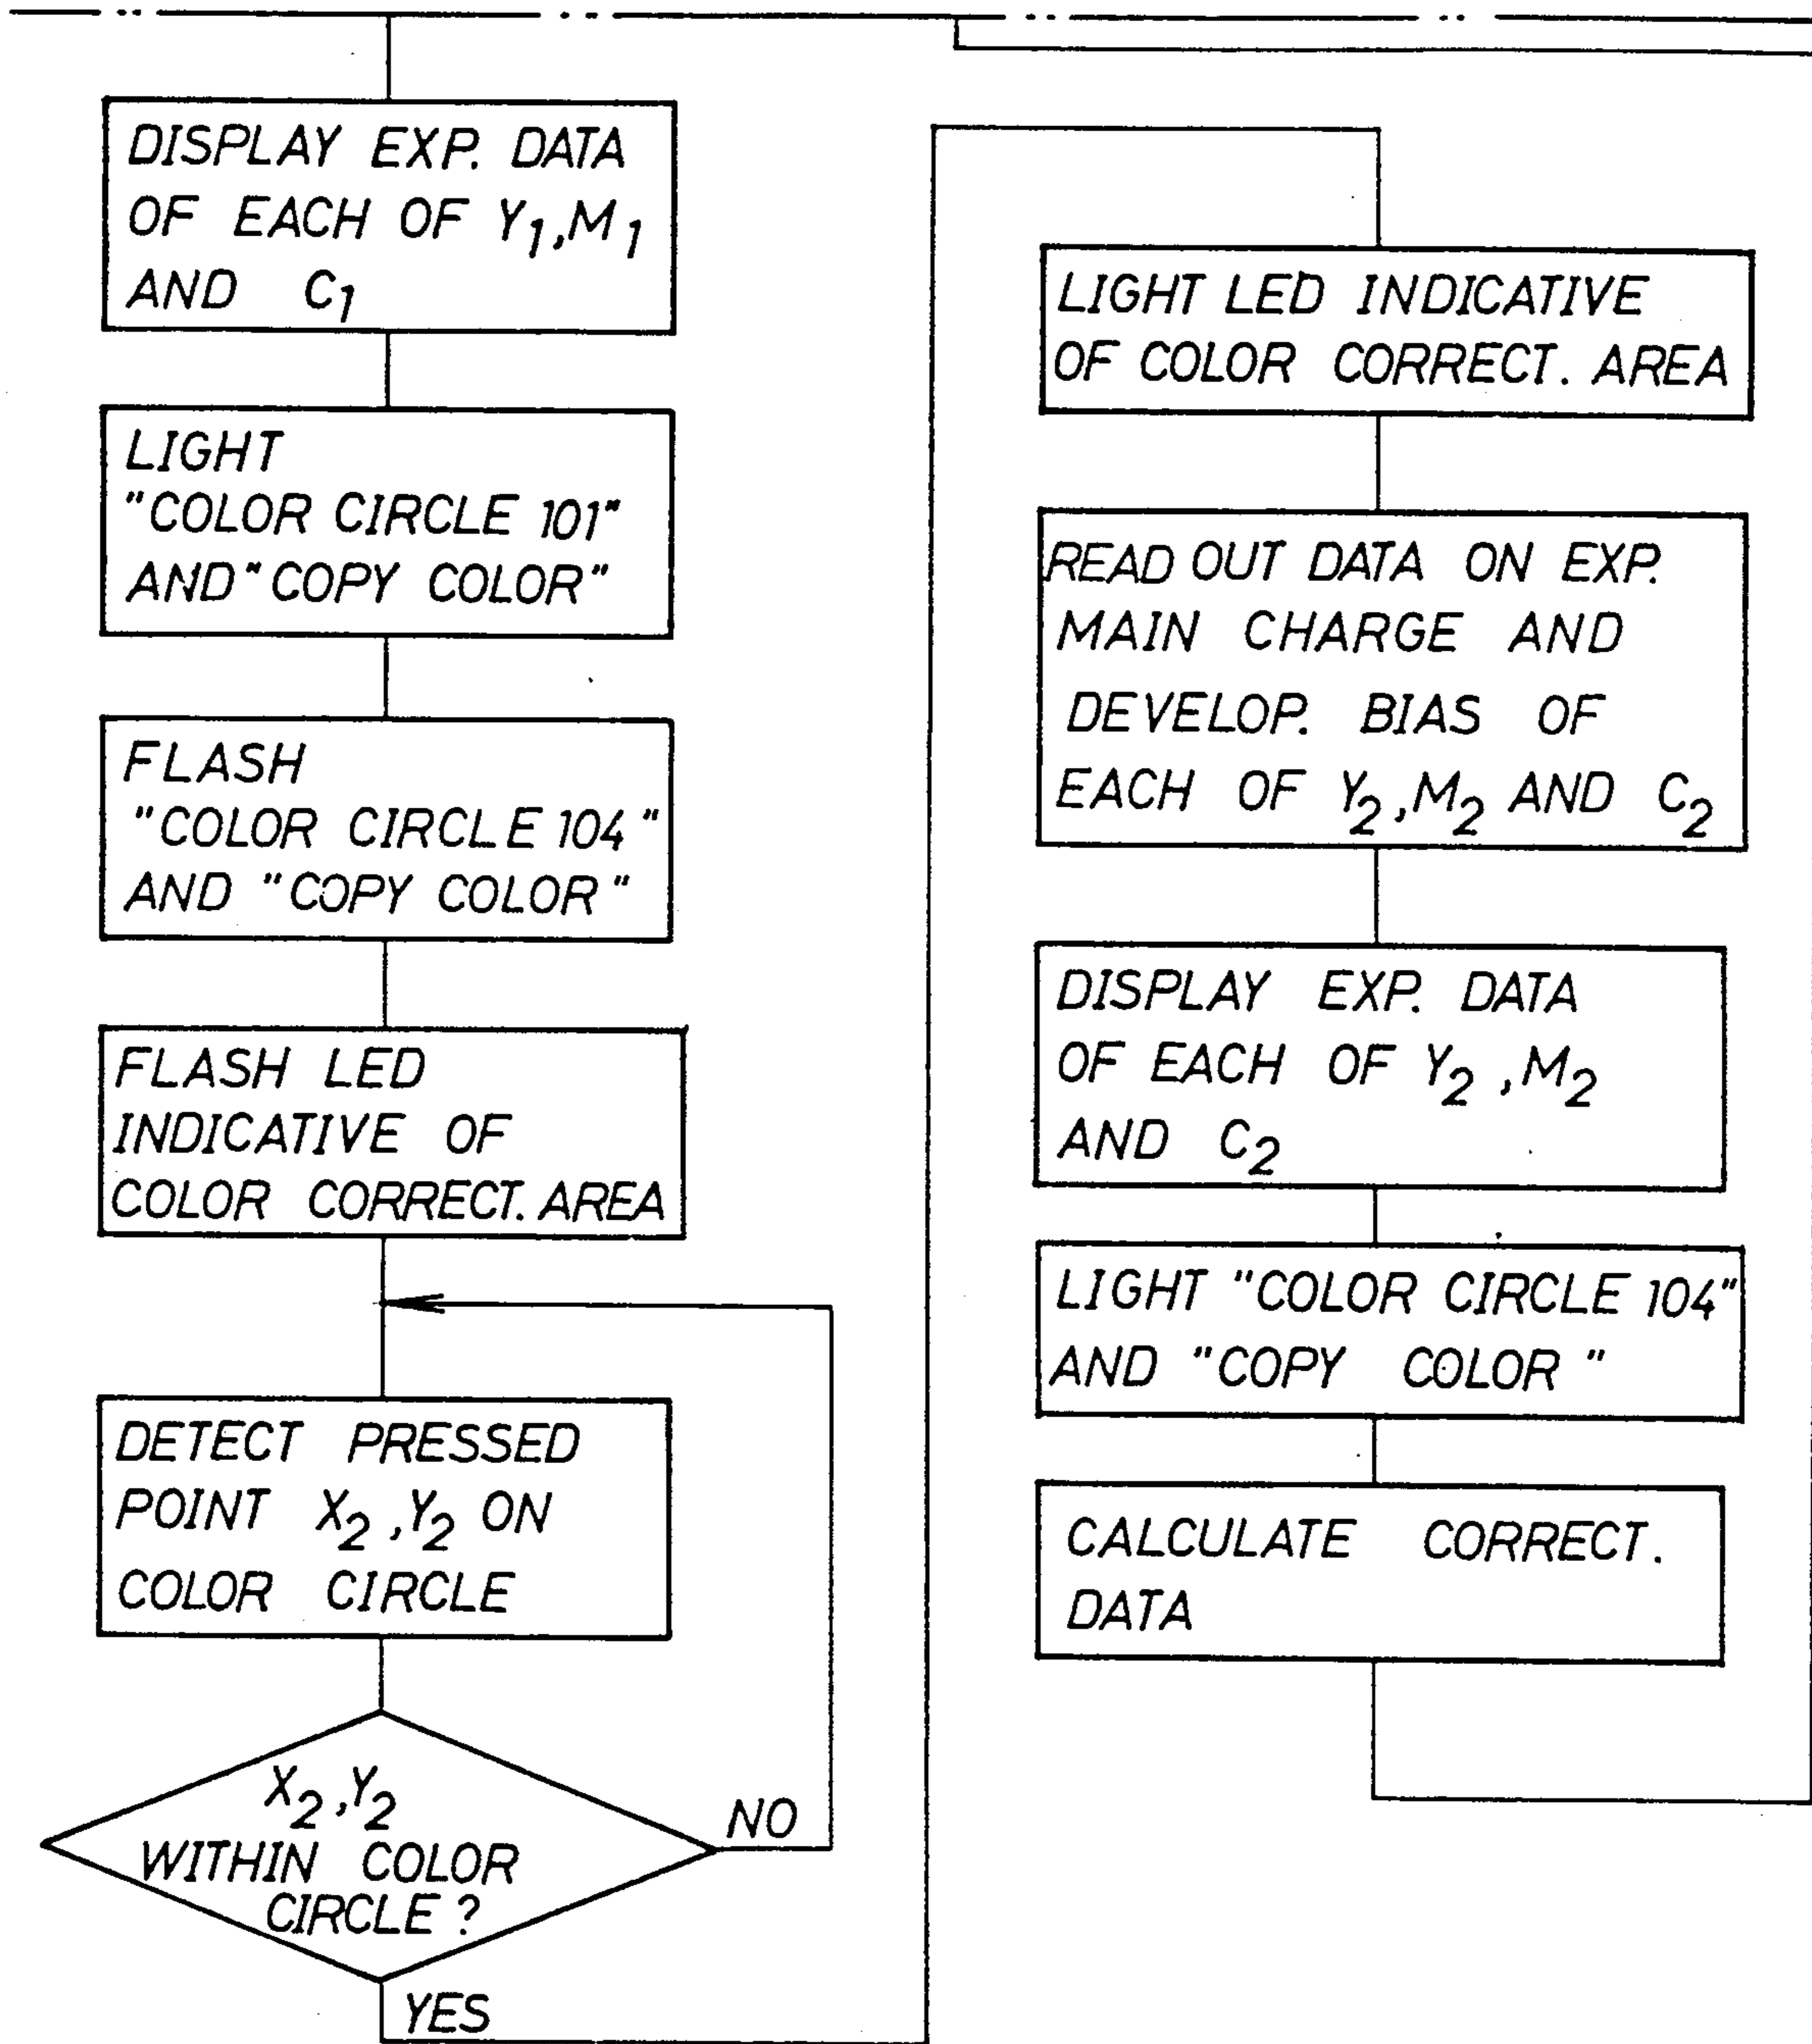 DISPLAY EXP. DATA
OF EACH OF Y1,M1
AND C1
LIGHT
"COLOR CIRCLE 101"
AND "COPY COLOR"
FLASH
"COLOR CIRCLE 104"
AND "COPY COLOR"
FLASH LED
INDICATIVE OF
COLOR CORRECT. AREA
DETECT PRESSED
POINT X2,Y2 ON
COLOR CIRCLE
X2,Y2
WITHIN COLOR
CIRCLE?
NO
YES
LIGHT LED INDICATIVE
OF COLOR CORRECT. AREA
READ OUT DATA ON EXP.
MAIN CHARGE AND
DEVELOP. BIAS OF
EACH OF Y2,M2 AND C2
DISPLAY EXP. DATA
OF EACH OF Y2,M2
AND C2
LIGHT "COLOR CIRCLE 104"
AND "COPY COLOR"
CALCULATE CORRECT.
DATA